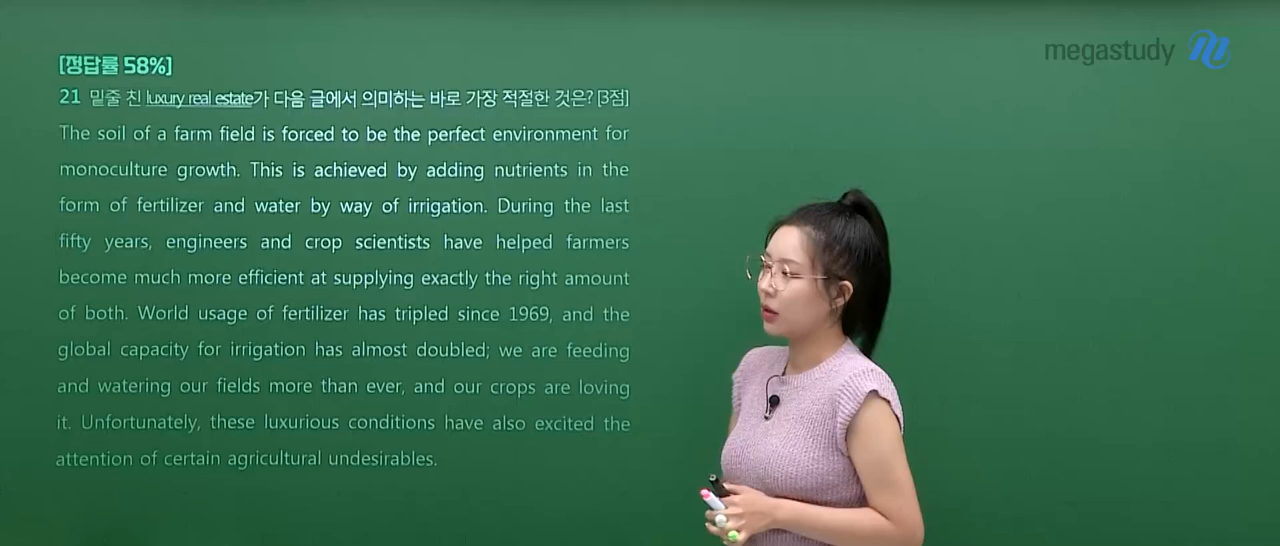 megastudy
[정답률 58%]
21 밑줄 친 luxury real estate가 다음 글에서 의미하는 바로 가장 적절한 것은? [3점]
The soil of a farm field is forced to be the perfect environment for
monoculture growth. This is achieved by adding nutrients in the
form of fertilizer and water by way of irrigation. During the last
fifty years, engineers and crop scientists have helped farmers
become much more efficient at supplying exactly the right amount
of both. World usage of fertilizer has tripled since 1969, and the
global capacity for irrigation has almost doubled; we are feeding
and watering our fields more than ever, and our crops are loving
it. Unfortunately, these luxurious conditions have also excited the
attention of certain agricultural undesirables.